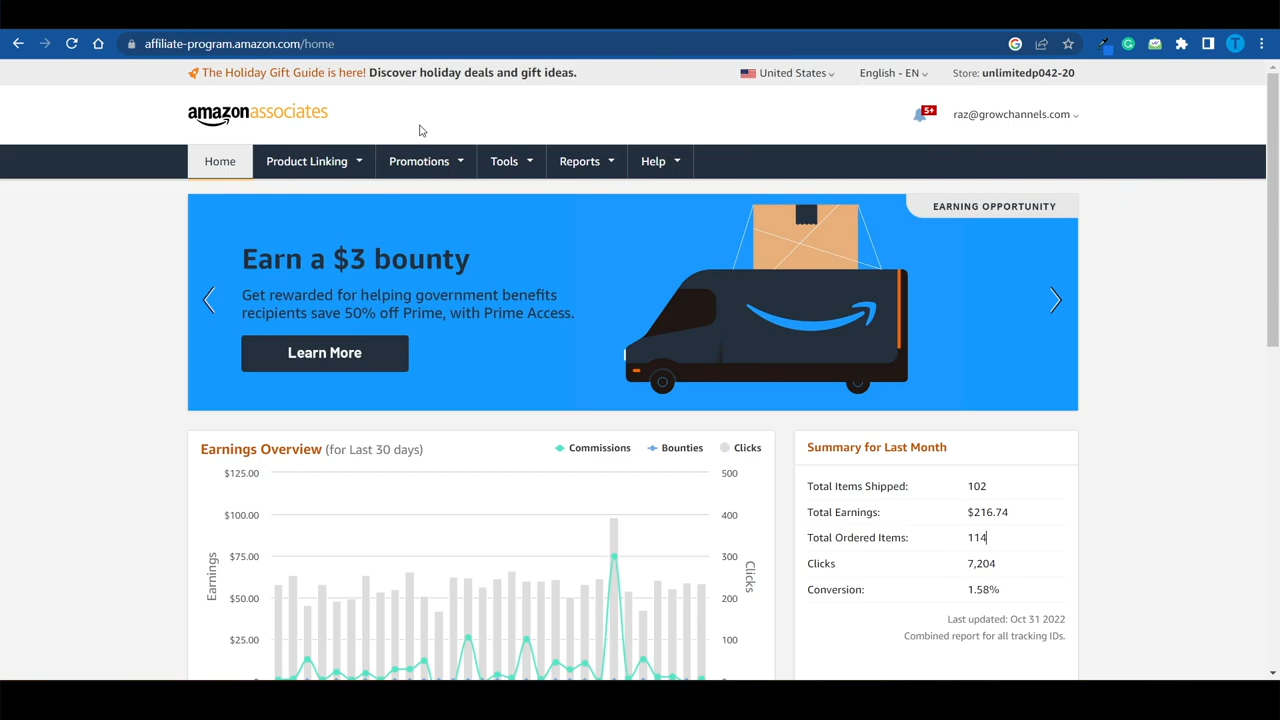 affiliate-program.amazon.com/home
T
The Holiday Gift Guide is here! Discover holiday deals and gift ideas.
United States
English - EN
Store: unlimitedp042-20
amazonassociates
5+
raz@growchannels.com
Home
Product Linking
Promotions
Tools
Reports
Help
EARNING OPPORTUNITY
Earn a $3 bounty
Get rewarded for helping government benefits
recipients save 50% off Prime, with Prime Access.
Learn More
Earnings Overview (for Last 30 days)
Commissions
Bounties
Clicks
$125.00
$100.00
$75.00
$50.00
$25.00
Earnings
500
400
300
200
100
Clicks
Summary for Last Month
Total Items Shipped: 102
Total Earnings: $216.74
Total Ordered Items: 114
Clicks 7,204
Conversion: 1.58%
Last updated: Oct 31 2022
Combined report for all tracking IDs.